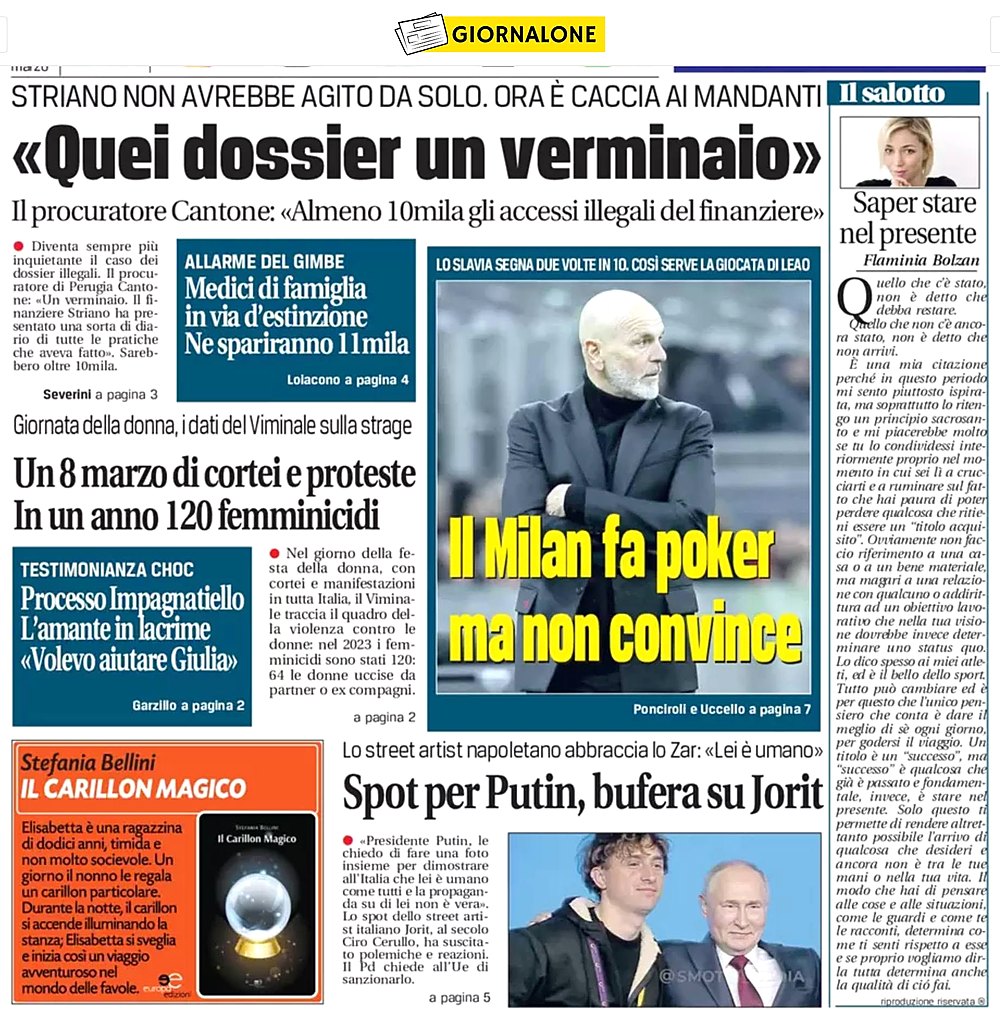 GIORNALONE
marzo
STRIANO NON AVREBBE AGITO DA SOLO. ORA È CACCIA AI MANDANTI
«Quei dossier un verminaio»
Il procuratore Cantone: «Almeno 10mila gli accessi illegali del finanziere»
● Diventa sempre più
inquietante il caso dei
dossier illegali. Il procu-
ratore di Perugia Canto-
ne: «Un verminaio. Il fi-
nanziere Striano ha pre-
sentato una sorta di dia-
rio di tutte le pratiche
che aveva fatto». Sareb-
bero oltre 10mila.
Severini a pagina 3
ALLARME DEL GIMBE
Medici di famiglia
in via d'estinzione
Ne spariranno 11mila
Loiacono a pagina 4
Giornata della donna, i dati del Viminale sulla strage
Un 8 marzo di cortei e proteste
In un anno 120 femminicidi
TESTIMONIANZA CHOC
Processo Impagnatiello
L'amante in lacrime
«Volevo aiutare Giulia»
Garzillo a pagina 2
● Nel giorno della fe-
sta della donna, con
cortei e manifestazioni
in tutta Italia, il Vimina-
le traccia il quadro del-
la violenza contro le
donne: nel 2023 i fem-
minicidi sono stati 120:
64 le donne uccise da
partner o ex compagni.
a pagina 2
LO SLAVIA SEGNA DUE VOLTE IN 10. COSÌ SERVE LA GIOCATA DI LEAO
Il Milan fa poker
ma non convince
Ponciroli e Uccello a pagina 7
Stefania Bellini
IL CARILLON MAGICO
Elisabetta è una ragazzina
di dodici anni, timida e
non molto socievole. Un
giorno il nonno le regala
un carillon particolare.
Durante la notte, il carillon
si accende illuminando la
stanza; Elisabetta si sveglia
e inizia così un viaggio
avventuroso nel
mondo delle favole.
STEFANIA BELLINI
Il Carillon Magico
europa
edizioni
Lo street artist napoletano abbraccia lo Zar: «Lei è umano»
Spot per Putin, bufera su Jorit
● «Presidente Putin, le
chiedo di fare una foto
insieme per dimostrare
all'Italia che lei è umano
come tutti e la propagan-
da su di lei non è vera».
Lo spot dello street art-
ist italiano Jorit, al secolo
Ciro Cerullo, ha suscita-
to polemiche e reazioni.
Il Pd chiede all'Ue di
sanzionarlo.
a pagina 5
Il salotto
Saper stare
nel presente
Flaminia Bolzan
Quello che c'è stato,
non è detto che
debba restare.
Quello che non c'è anco-
ra stato, non è detto che
non arrivi.
È una mia citazione
perché in questo periodo
mi sento piuttosto ispira-
ta, ma soprattutto lo riten-
go un principio sacrosan-
to e mi piacerebbe molto
se tu lo condividessi inte-
riormente proprio nel mo-
mento in cui sei lì a cruc-
ciarti e a ruminare sul fat-
to che hai paura di poter
perdere qualcosa che ritie-
ni essere un "titolo acqui-
sito". Ovviamente non fac-
cio riferimento a una ca-
sa o a un bene materiale,
ma magari a una relazio-
ne con qualcuno o addirit-
tura ad un obiettivo lavo-
rativo che nella tua visio-
ne dovrebbe invece deter-
minare uno status quo.
Lo dico spesso ai miei atle-
ti, ed è il bello dello sport.
Tutto può cambiare ed è
per questo che l'unico pen-
siero che conta è dare il
meglio di sè ogni giorno,
per godersi il viaggio. Un
titolo è un "successo", ma
"successo" è qualcosa che
già è passato e fondamen-
tale, invece, è stare nel
presente. Solo questo ti
permette di rendere altret-
tanto possibile l'arrivo di
qualcosa che desideri e
ancora non è tra le tue
mani o nella tua vita. Il
modo che hai di pensare
alle cose e alle situazioni,
come le guardi e come te
le racconti, determina co-
me ti senti rispetto a esse
e se proprio vogliamo dir-
la tutta determina anche
la qualità di ciò fai.
riproduzione riservata ®